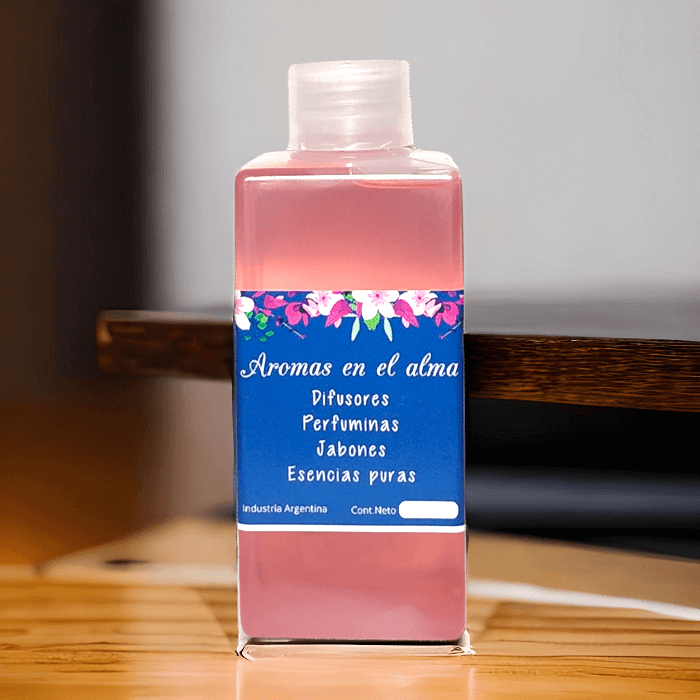 Aromas en el alma
Difusores
Perfuminas
Jabones
Esencias puras
Industria Argentina Cont.Neto